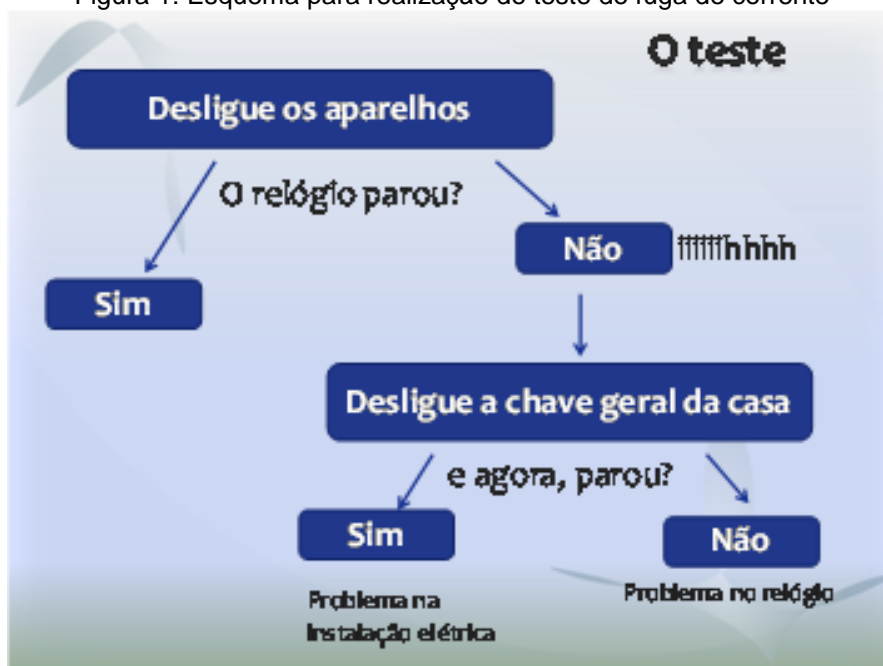 Figura 1: Esquema para realização do teste de fuga de corrente
O teste
Desligue os aparelhos
O relógio parou?
Não
Sim
Desligue a chave geral da casa
e agora, parou?
Sim
Não
Problema na
instalação elétrica
Problema no relógio